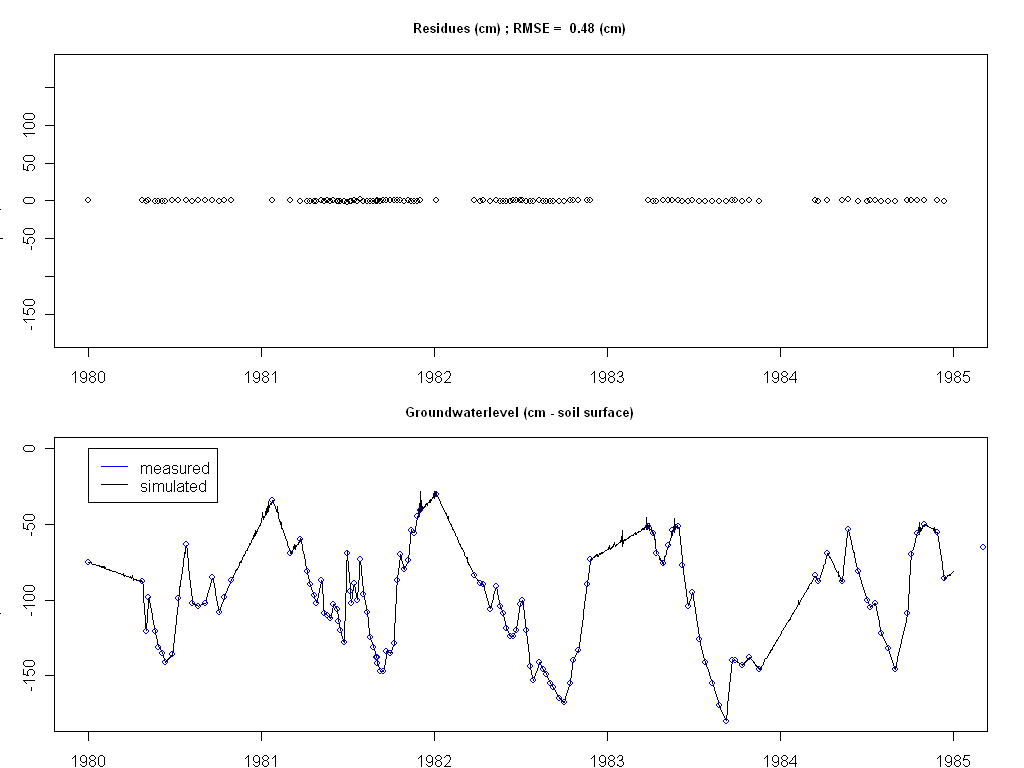 Residues (cm) ; RMSE = 0.48 (cm)
100
50
0
-50
-150
1980 1981 1982 1983 1984 1985
Groundwaterlevel (cm - soil surface)
0
-50
-100
-150
measured
simulated
1980 1981 1982 1983 1984 1985